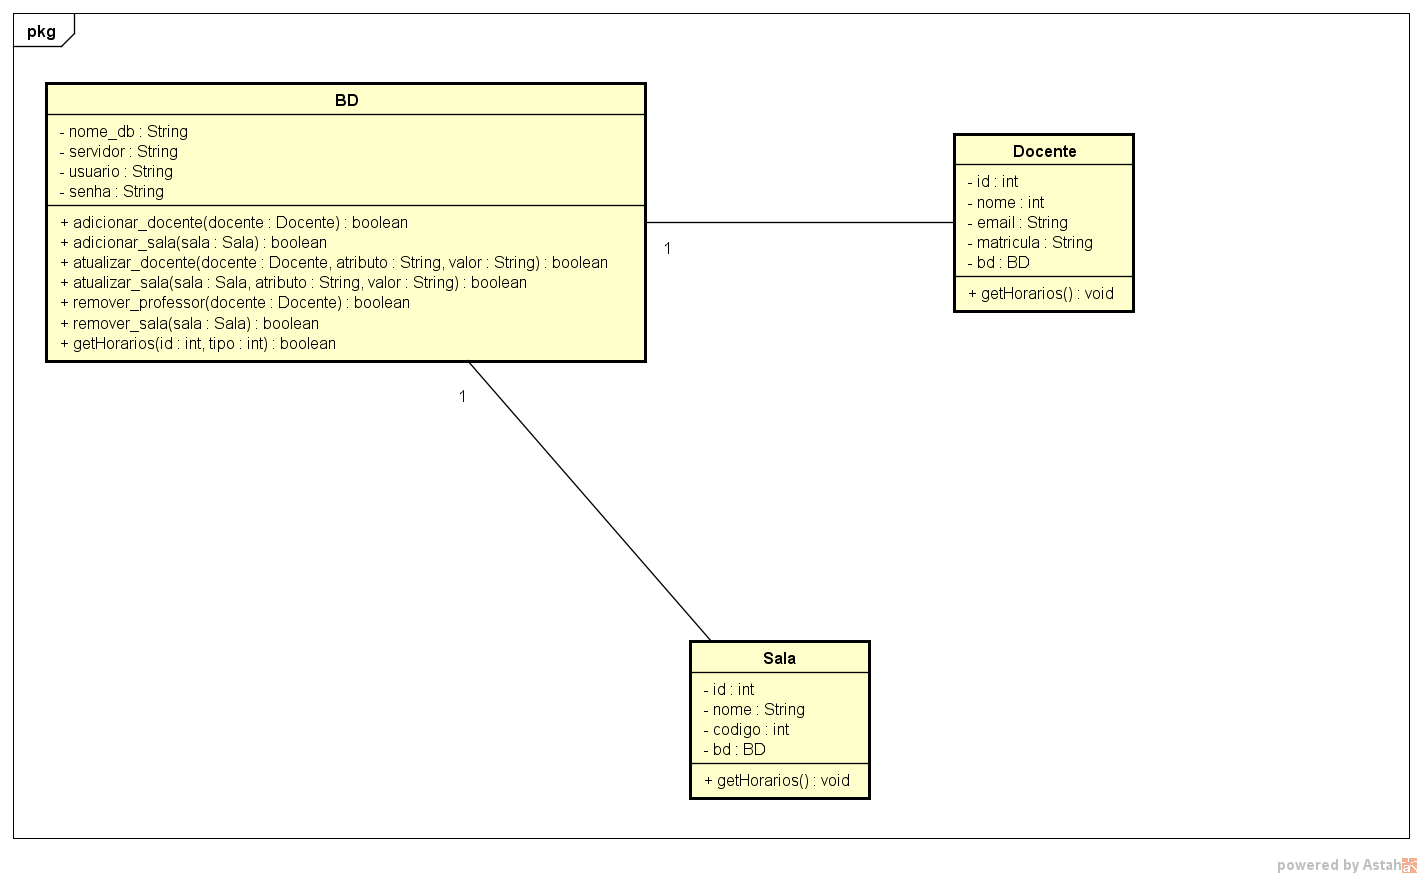 pkg
BD
- nome_db : String
- servidor : String
- usuario : String
- senha : String
+ adicionar_docente(docente : Docente) : boolean
+ adicionar_sala(sala : Sala) : boolean
+ atualizar_docente(docente : Docente, atributo : String, valor : String) : boolean
+ atualizar_sala(sala : Sala, atributo : String, valor : String) : boolean
+ remover_professor(docente : Docente) : boolean
+ remover_sala(sala : Sala) : boolean
+ getHorarios(id : int, tipo : int) : boolean
1
1
Docente
- id : int
- nome : int
- email : String
- matricula : String
- bd : BD
+ getHorarios() : void
Sala
- id : int
- nome : String
- codigo : int
- bd : BD
+ getHorarios() : void
powered by Astah